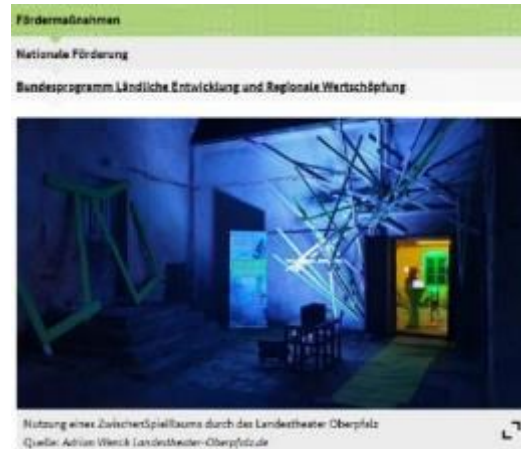 Fördermaßnahmen
Nationale Förderung
Bundesprogramm Ländliche Entwicklung und Regionale Wertschöpfung
Nutzung eines ZwischenSpielRaums durch das Landestheater Oberpfalz
Quelle: Adrian Wenck Landestheater-Oberpfalz.de